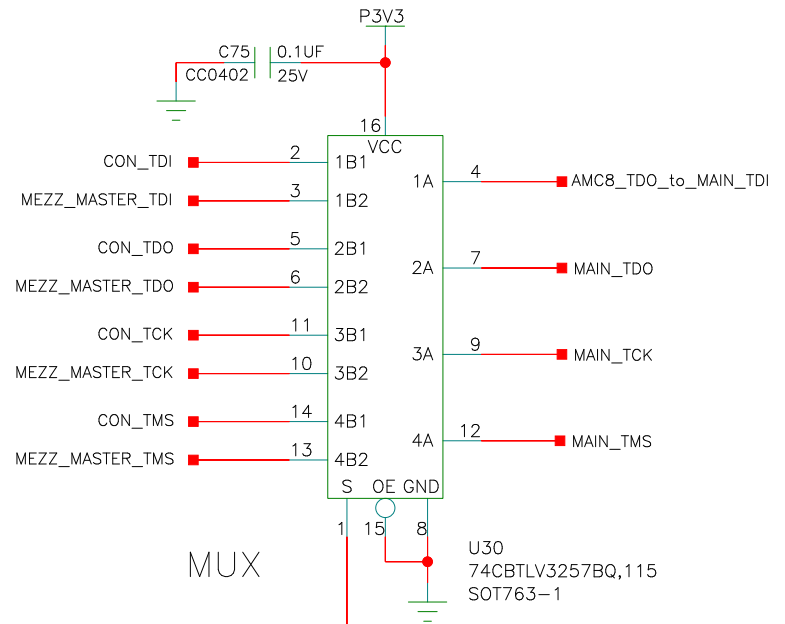 P3V3
C75 0.1UF
CC0402 25V
16
VCC
CON_TDI 2 1B1
1A 4 AMC8_TDO_to_MAIN_TDI
MEZZ_MASTER_TDI 3 1B2
CON_TDO 5 2B1
2A 7 MAIN_TDO
MEZZ_MASTER_TDO 6 2B2
CON_TCK 11 3B1
3A 9 MAIN_TCK
MEZZ_MASTER_TCK 10 3B2
CON_TMS 14 4B1
4A 12 MAIN_TMS
MEZZ_MASTER_TMS 13 4B2
S OE GND
1 15 8
MUX
U30
74CBTLV3257BQ,115
SOT763-1